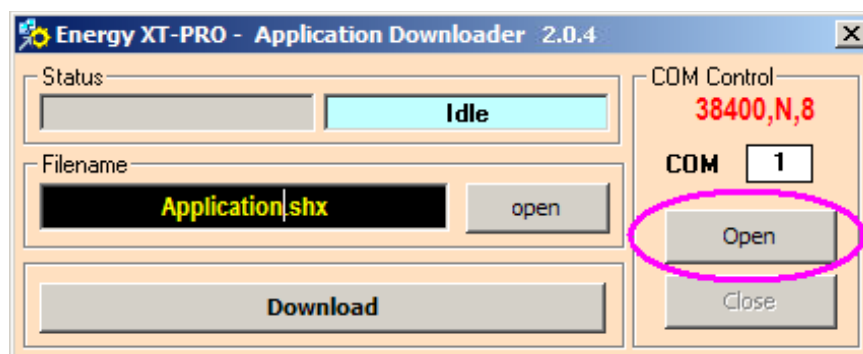 Energy XT-PRO - Application Downloader 2.0.4
Status
Idle
Filename
Application.shx
open
Download
COM Control
38400,N,8
COM 1
Open
Close